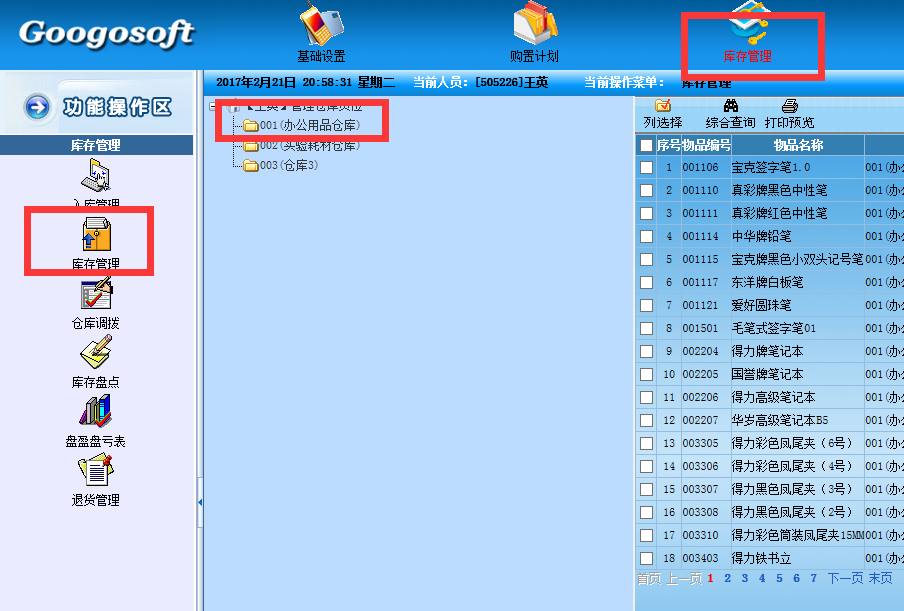 Googosoft
基础设置
购置计划
库存管理
2017年2月21日 20:58:31 星期二 当前人员：[505226]王英 当前操作菜单： 库存管理
功能操作区
库存管理
入库管理
库存管理
仓库调拨
库存盘点
盘盈盘亏表
退货管理
【王英】管理仓库货位
001(办公用品仓库)
002(实验耗材仓库)
003(仓库3)
列选择 综合查询 打印预览
序号 物品编号 物品名称
1 001106 宝克签字笔1.0 001(办
2 001110 真彩牌黑色中性笔 001(办
3 001111 真彩牌红色中性笔 001(办
4 001114 中华牌铅笔 001(办
5 001115 宝克牌黑色小双头记号笔 001(办
6 001117 东洋牌白板笔 001(办
7 001121 爱好圆珠笔 001(办
8 001501 毛笔式签字笔01 001(办
9 002204 得力牌笔记本 001(办
10 002205 国誉牌笔记本 001(办
11 002206 得力高级笔记本 001(办
12 002207 华岁高级笔记本B5 001(办
13 003305 得力彩色凤尾夹（6号） 001(办
14 003306 得力彩色凤尾夹（4号） 001(办
15 003307 得力黑色凤尾夹（3号） 001(办
16 003308 得力黑色凤尾夹（2号） 001(办
17 003310 得力彩色筒装凤尾夹15MM 001(办
18 003403 得力铁书立 001(办
首页 上一页 1 2 3 4 5 6 7 下一页 末页